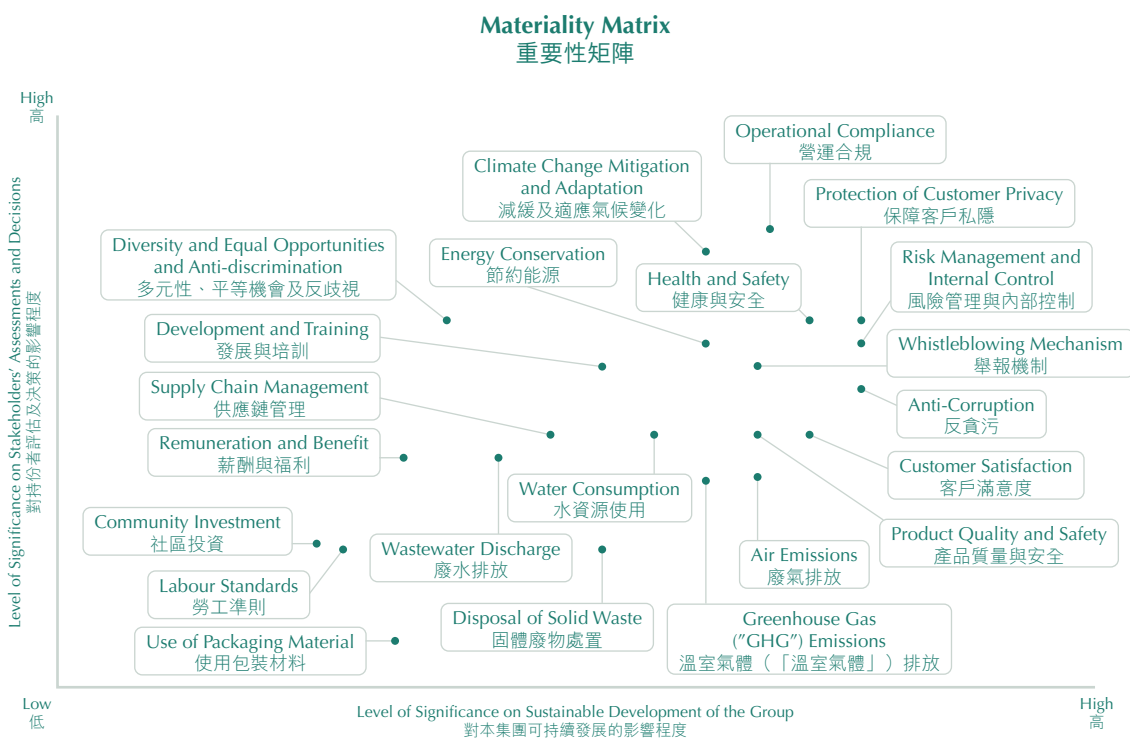 Materiality Matrix
重要性矩陣
High
高
Level of Significance on Stakeholders’ Assessments and Decisions
對持份者評估及決策的影響程度
Operational Compliance
營運合規
Climate Change Mitigation
and Adaptation
減緩及適應氣候變化
Protection of Customer Privacy
保障客戶私隱
Diversity and Equal Opportunities
and Anti-discrimination
多元性、平等機會及反歧視
Energy Conservation
節約能源
Health and Safety
健康與安全
Risk Management and
Internal Control
風險管理與內部控制
Development and Training
發展與培訓
Whistleblowing Mechanism
舉報機制
Supply Chain Management
供應鏈管理
Anti-Corruption
反貪污
Remuneration and Benefit
薪酬與福利
Customer Satisfaction
客戶滿意度
Water Consumption
水資源使用
Community Investment
社區投資
Wastewater Discharge
廢水排放
Air Emissions
廢氣排放
Product Quality and Safety
產品質量與安全
Labour Standards
勞工準則
Disposal of Solid Waste
固體廢物處置
Greenhouse Gas
(”GHG”) Emissions
溫室氣體（「溫室氣體」）排放
Use of Packaging Material
使用包裝材料
Low
低
Level of Significance on Sustainable Development of the Group
對本集團可持續發展的影響程度
High
高